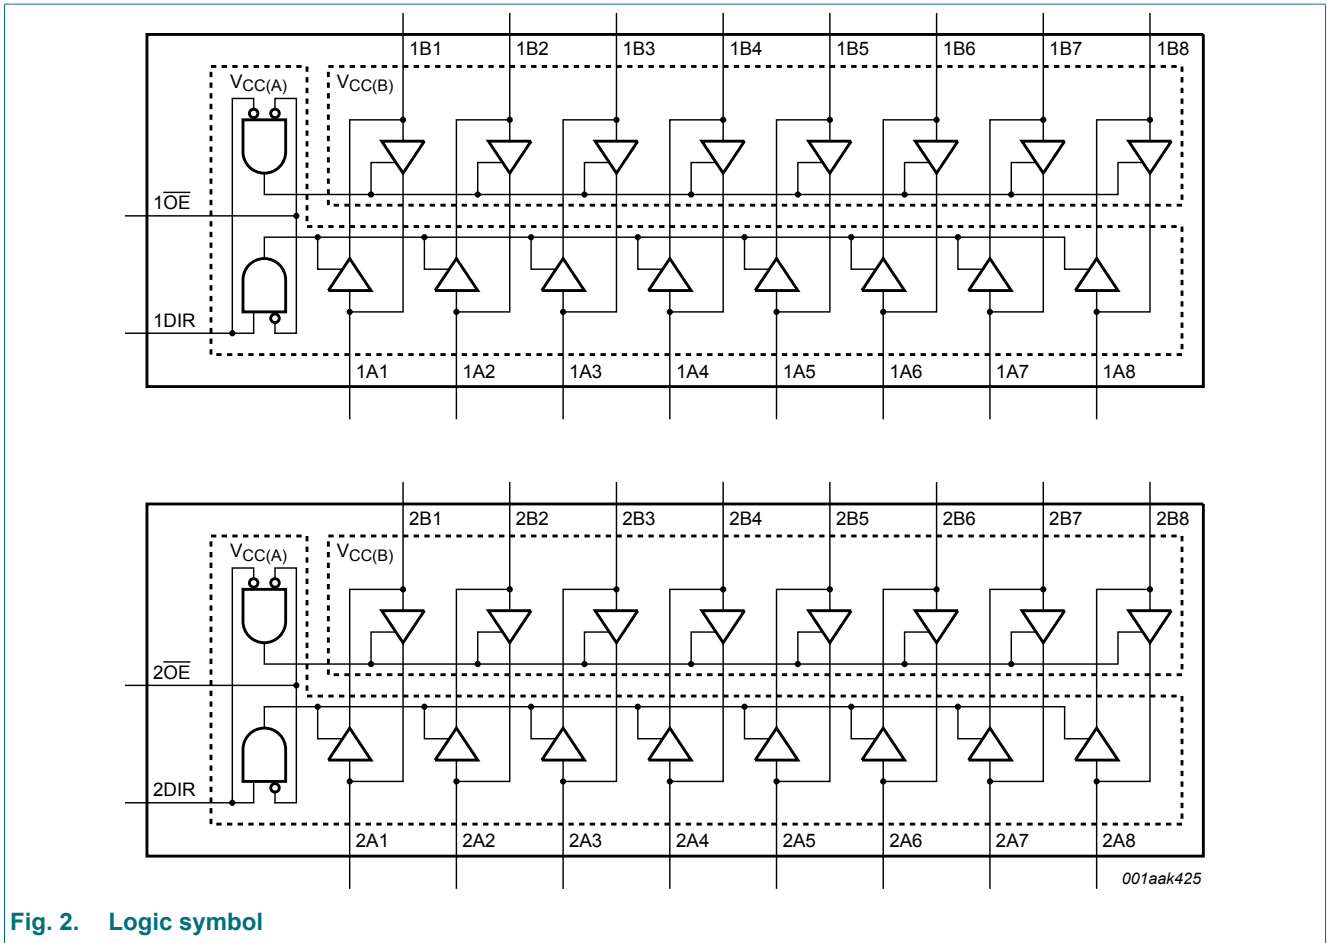 1B1 1B2 1B3 1B4 1B5 1B6 1B7 1B8
VCC(A) VCC(B)
1O̅E̅
1DIR
1A1 1A2 1A3 1A4 1A5 1A6 1A7 1A8
2B1 2B2 2B3 2B4 2B5 2B6 2B7 2B8
VCC(A) VCC(B)
2O̅E̅
2DIR
2A1 2A2 2A3 2A4 2A5 2A6 2A7 2A8
001aak425
Fig. 2. Logic symbol